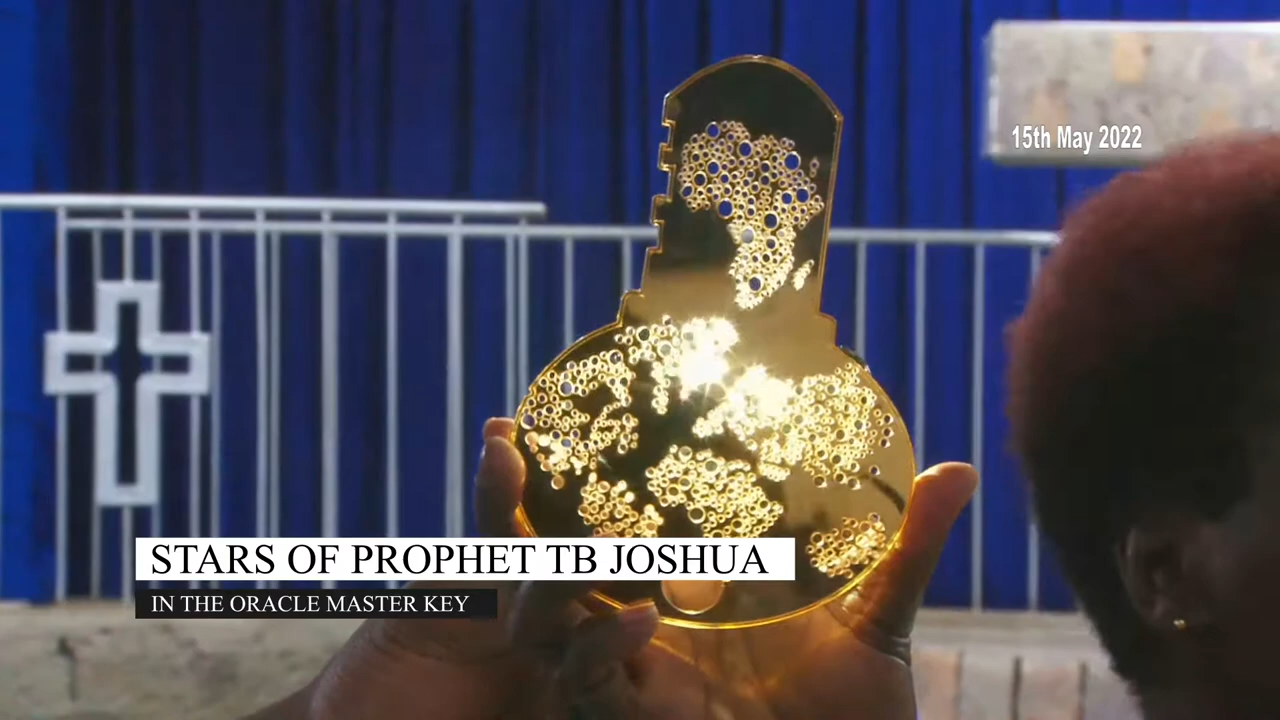 15th May 2022
STARS OF PROPHET TB JOSHUA
IN THE ORACLE MASTER KEY